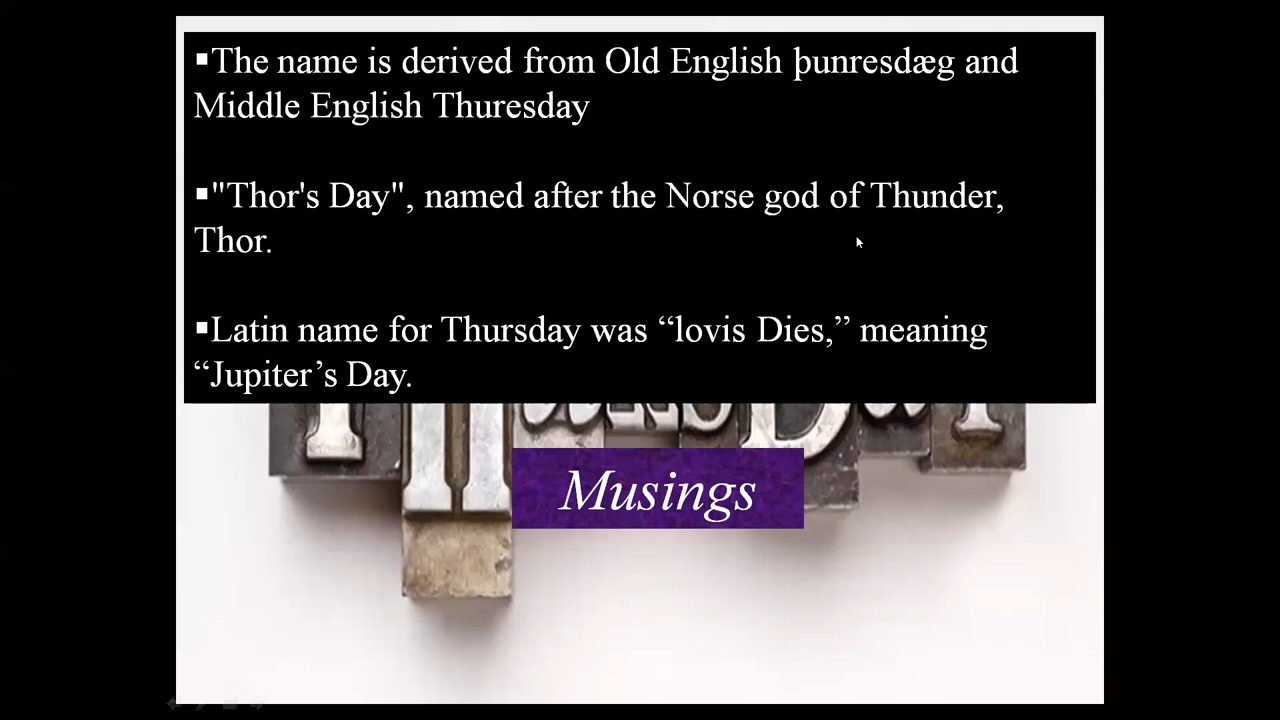 ▪The name is derived from Old English þunresdæg and
Middle English Thuresday
▪"Thor's Day", named after the Norse god of Thunder,
Thor.
▪Latin name for Thursday was “lovis Dies,” meaning
“Jupiter’s Day.
Musings